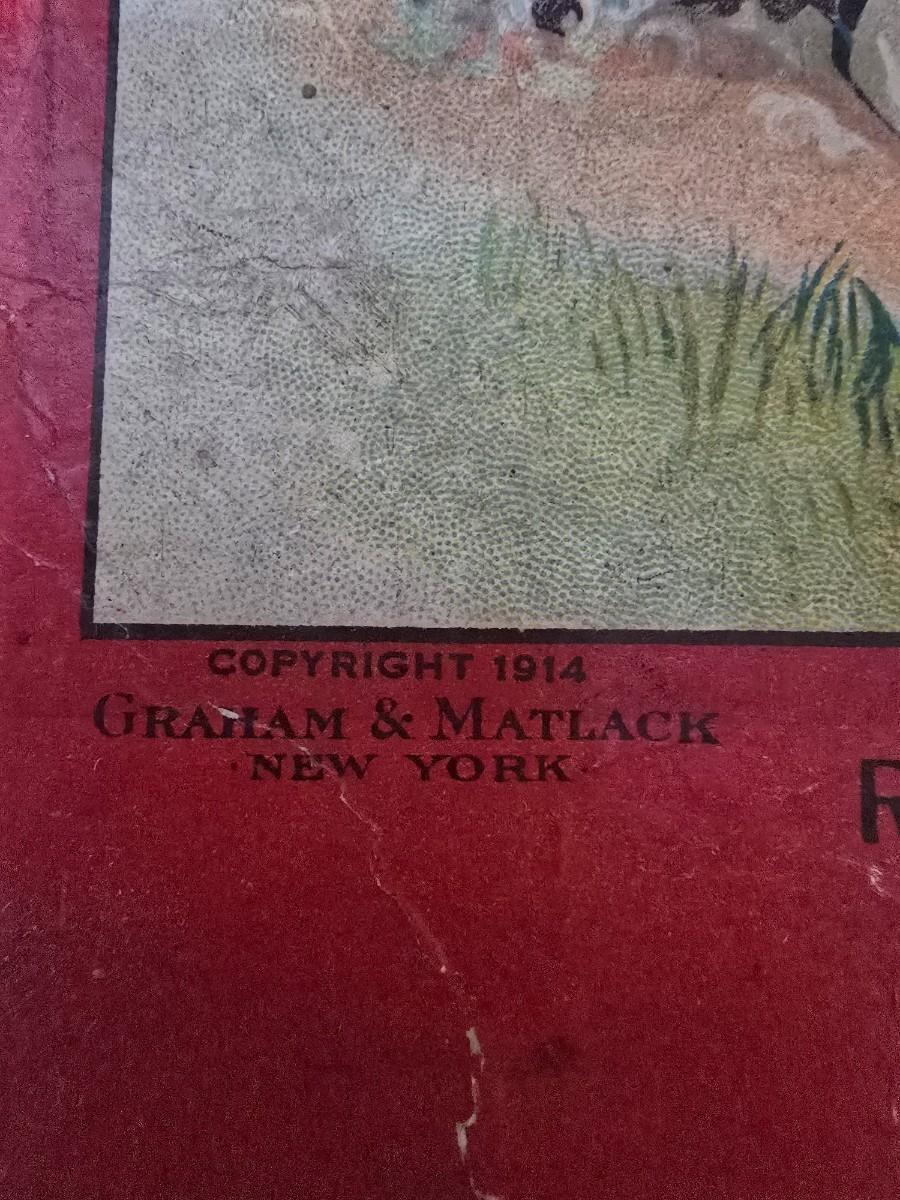 COPYRIGHT 1914
GRAHAM & MATLACK
·NEW YORK·
R